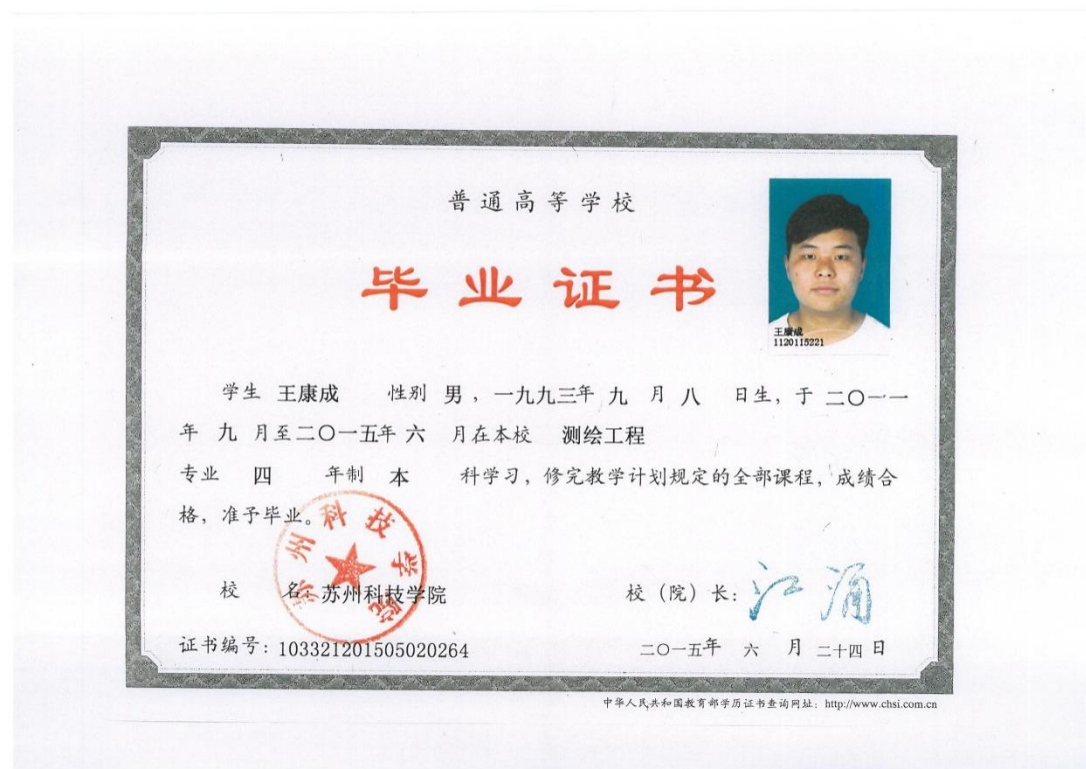 普通高等学校
毕业证书
王康成
1120115221
学生 王康成 性别 男，一九九三年 九 月 八 日生，于 二〇一一
年 九 月至二〇一五年 六 月在本校 测绘工程
专业 四 年制 本 科学习，修完教学计划规定的全部课程，成绩合
格，准予毕业。
苏州科技学院
校 名：苏州科技学院
校（院）长：江涌
证书编号：103321201505020264
二〇一五年 六 月 二十四 日
中华人民共和国教育部学历证书查询网址：http://www.chsi.com.cn